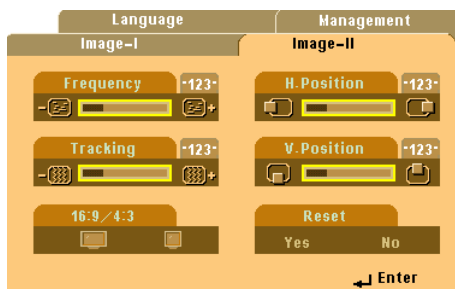 Language Management
Image-I Image-II
Frequency -123- H.Position -123-
- + 
Tracking -123- V.Position -123-
- +
16:9/4:3 Reset
Yes No
Enter